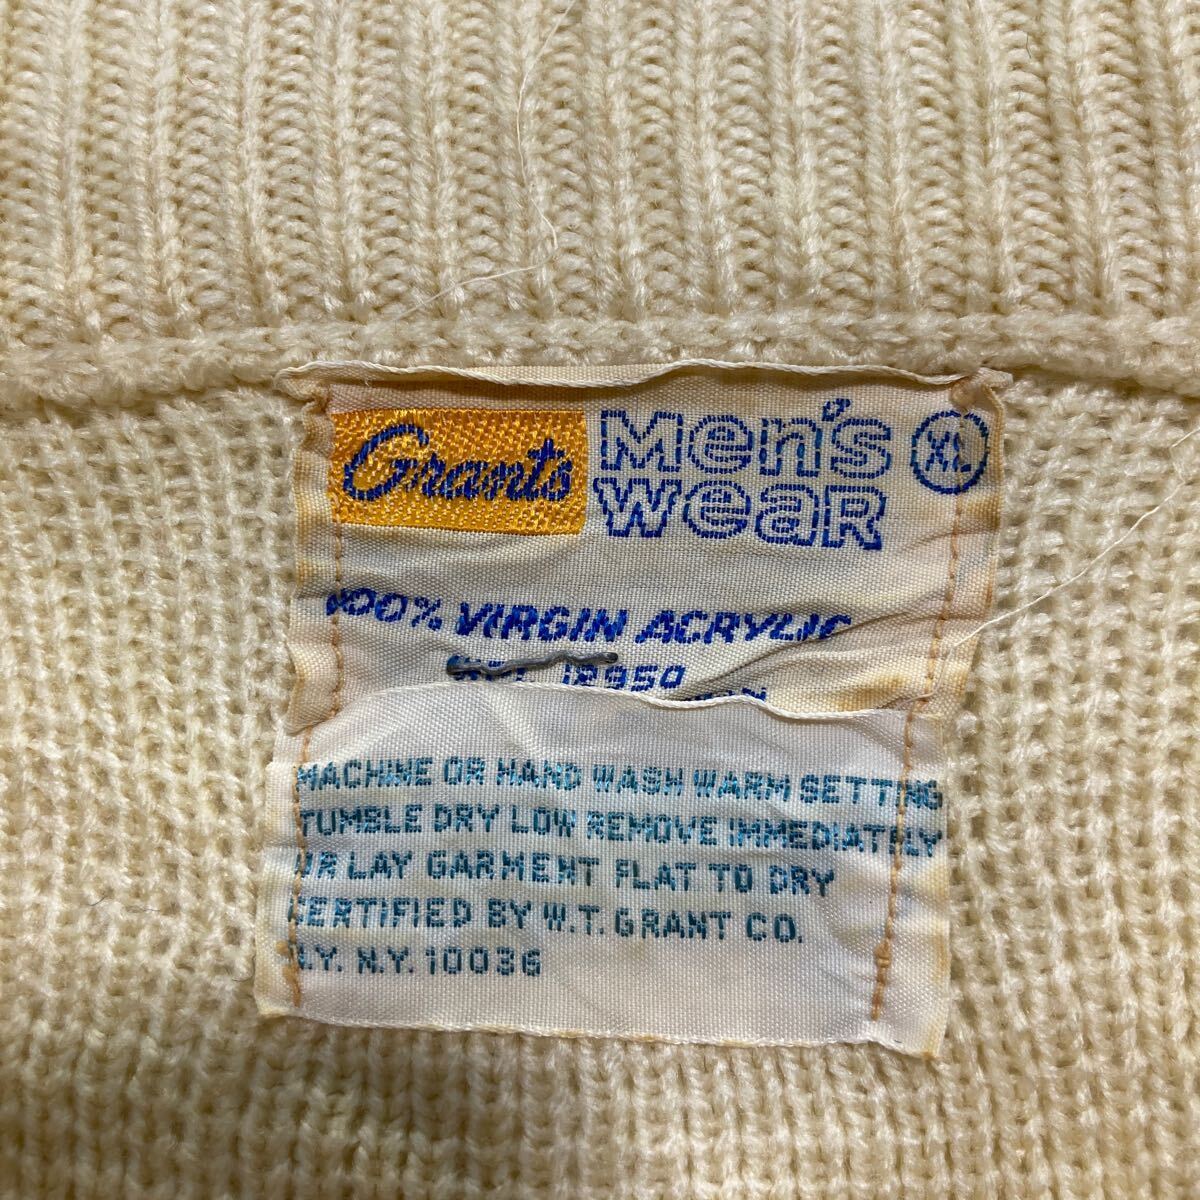 Grants Men's Wear XL
100% VIRGIN ACRYLIC
18950
MACHINE OR HAND WASH WARM SETTING
TUMBLE DRY LOW REMOVE IMMEDIATELY
OR LAY GARMENT FLAT TO DRY
CERTIFIED BY W.T. GRANT CO.
N.Y. 10036